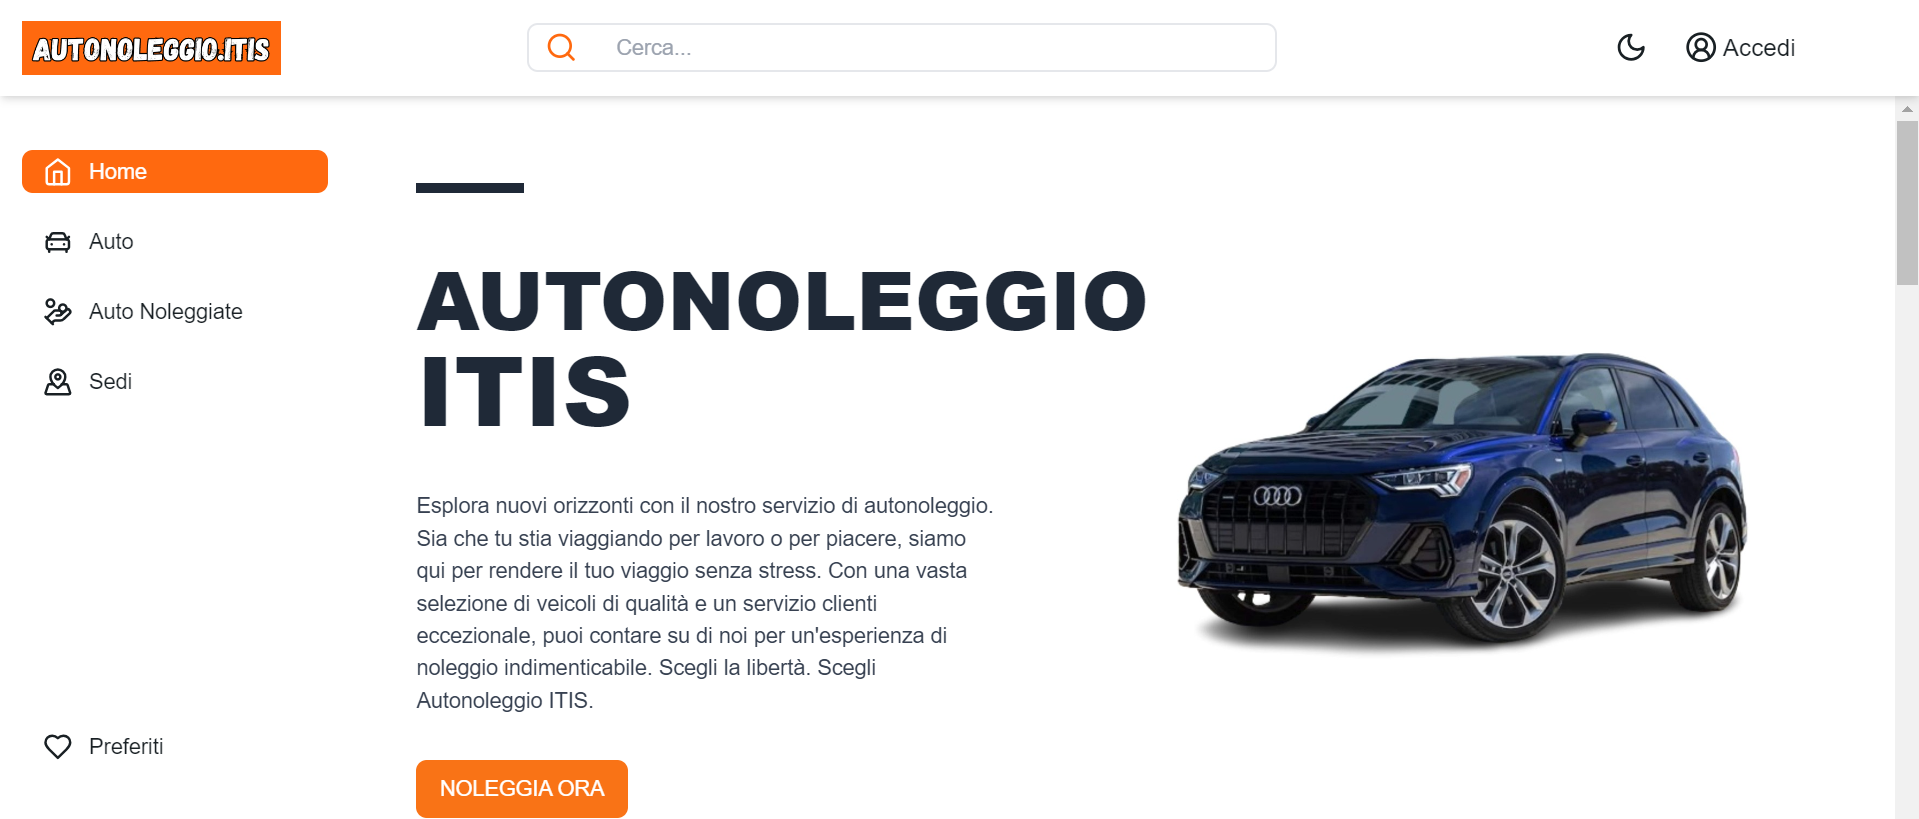 AUTONOLEGGIO.ITIS
Cerca...
Accedi
Home
Auto
Auto Noleggiate
Sedi
Preferiti
AUTONOLEGGIO
ITIS
Esplora nuovi orizzonti con il nostro servizio di autonoleggio.
Sia che tu stia viaggiando per lavoro o per piacere, siamo
qui per rendere il tuo viaggio senza stress. Con una vasta
selezione di veicoli di qualità e un servizio clienti
eccezionale, puoi contare su di noi per un'esperienza di
noleggio indimenticabile. Scegli la libertà. Scegli
Autonoleggio ITIS.
NOLEGGIA ORA